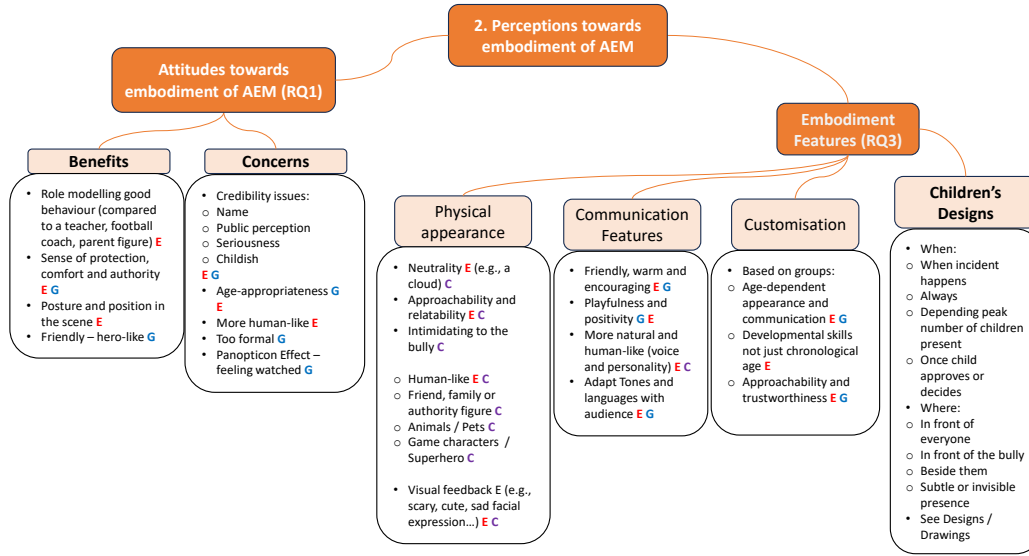 2. Perceptions towards
embodiment of AEM
Attitudes towards
embodiment of AEM (RQ1)
Embodiment
Features (RQ3)
Benefits
• Role modelling good
behaviour (compared
to a teacher, football
coach, parent figure) E
• Sense of protection,
comfort and authority
E G
• Posture and position in
the scene E
• Friendly – hero-like G
Concerns
• Credibility issues:
o Name
o Public perception
o Seriousness
o Childish
E G
• Age-appropriateness G
E
• More human-like E
• Too formal G
• Panopticon Effect –
feeling watched G
Physical
appearance
• Neutrality E (e.g., a
cloud) C
• Approachability and
relatability E C
• Intimidating to the
bully C
o Human-like E C
o Friend, family or
authority figure C
o Animals / Pets C
o Game characters /
Superhero C
• Visual feedback E (e.g.,
scary, cute, sad facial
expression…) E C
Communication
Features
• Friendly, warm and
encouraging E G
• Playfulness and
positivity G E
• More natural and
human-like (voice
and personality) E C
• Adapt Tones and
languages with
audience E G
Customisation
• Based on groups:
o Age-dependent
appearance and
communication E G
o Developmental skills
not just chronological
age E
o Approachability and
trustworthiness E G
Children's
Designs
• When:
o When incident
happens
o Always
o Depending peak
number of children
present
o Once child
approves or
decides
• Where:
o In front of
everyone
o In front of the bully
o Beside them
o Subtle or invisible
presence
• See Designs /
Drawings